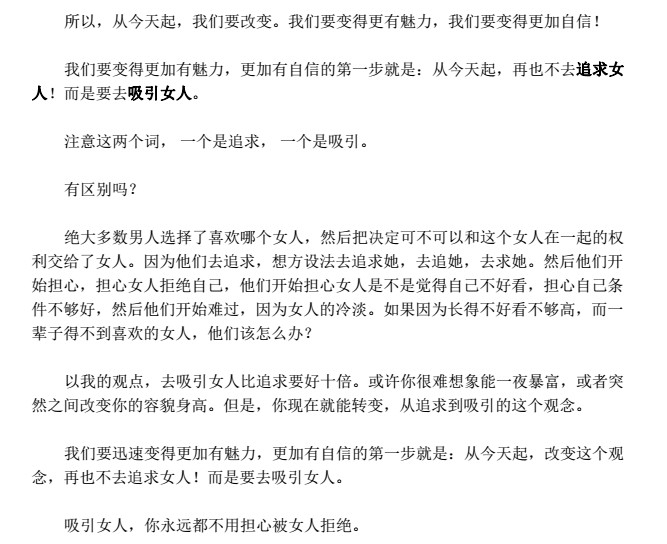 所以，从今天起，我们要改变。我们要变得更有魅力，我们要变得更加自信！
我们要变得更加有魅力，更加有自信的第一步就是：从今天起，再也不去追求女
人！而是要去吸引女人。
注意这两个词， 一个是追求， 一个是吸引。
有区别吗？
绝大多数男人选择了喜欢哪个女人，然后把决定可不可以和这个女人在一起的权
利交给了女人。因为他们去追求，想方设法去追求她，去追她，去求她。然后他们开
始担心，担心女人拒绝自己，他们开始担心女人是不是觉得自己不好看，担心自己条
件不够好，然后他们开始难过，因为女人的冷淡。如果因为长得不好看不够高，而一
辈子得不到喜欢的女人，他们该怎么办？
以我的观点，去吸引女人比追求要好十倍。或许你很难想象能一夜暴富，或者突
然之间改变你的容貌身高。但是，你现在就能转变，从追求到吸引的这个观念。
我们要迅速变得更加有魅力，更加有自信的第一步就是：从今天起，改变这个观
念，再也不去追求女人！而是要去吸引女人。
吸引女人，你永远都不用担心被女人拒绝。